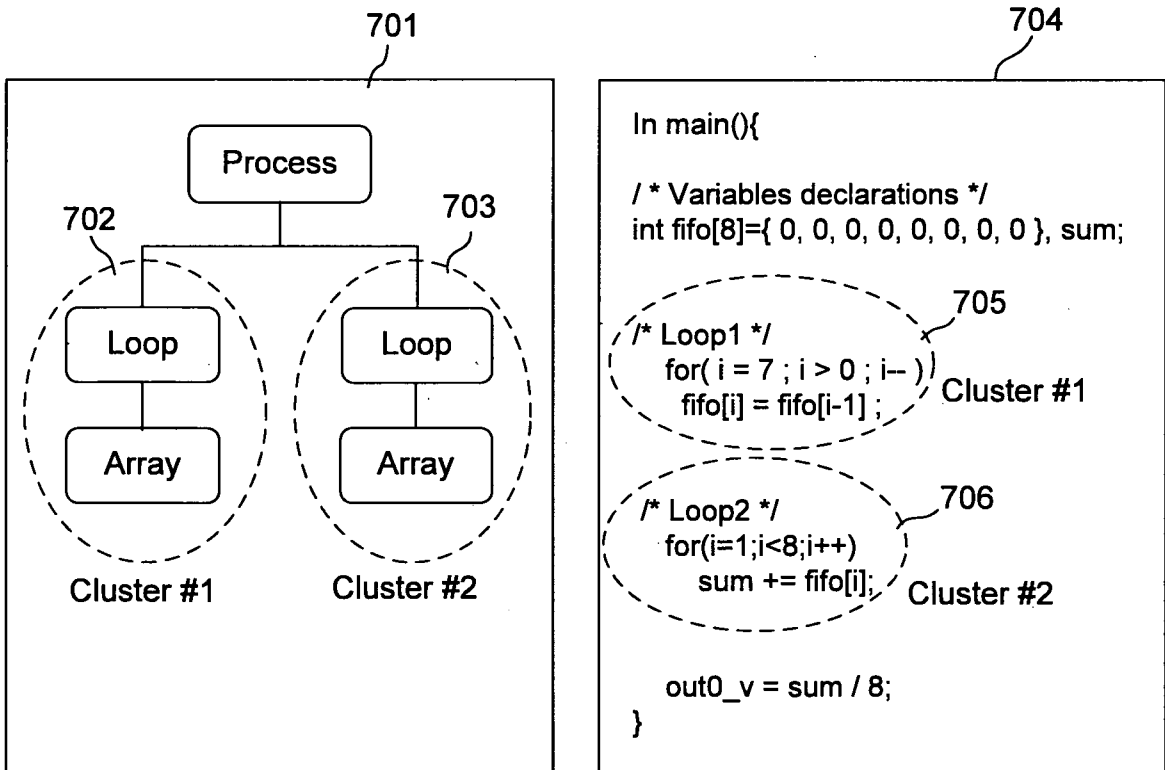 701
Process
702
703
Loop
Loop
Array
Array
Cluster #1
Cluster #2
704
In main(){
/ * Variables declarations */
int fifo[8]={ 0, 0, 0, 0, 0, 0, 0, 0 }, sum;
705
/* Loop1 */
for( i = 7 ; i > 0 ; i-- )
fifo[i] = fifo[i-1] ;
Cluster #1
706
/* Loop2 */
for(i=1;i<8;i++)
sum += fifo[i];
Cluster #2
out0_v = sum / 8;
}